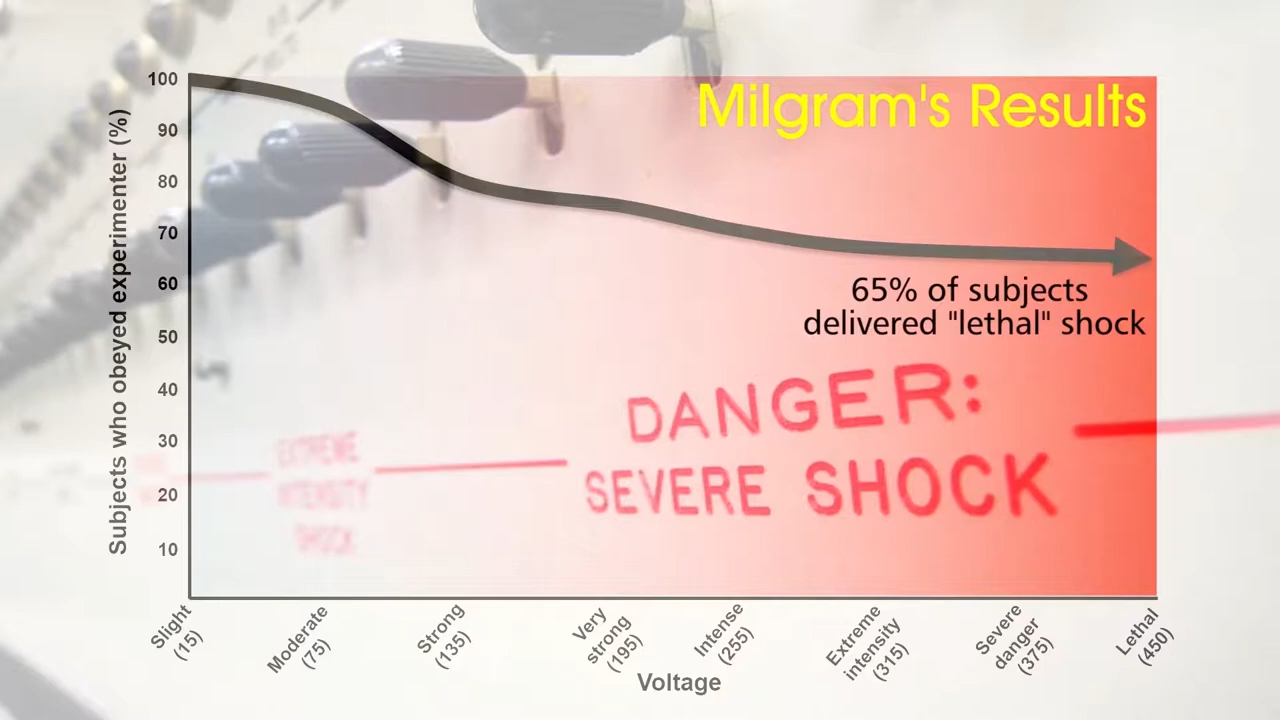 Milgram's Results
Subjects who obeyed experimenter (%)
100
90
80
70
60
50
40
30
20
10
65% of subjects
delivered "lethal" shock
DANGER:
SEVERE SHOCK
EXTREME
INTENSITY
SHOCK
Slight
(15)
Moderate
(75)
Strong
(135)
Very
strong
(195)
Intense
(255)
Extreme
intensity
(315)
Severe
danger
(375)
Lethal
(450)
Voltage